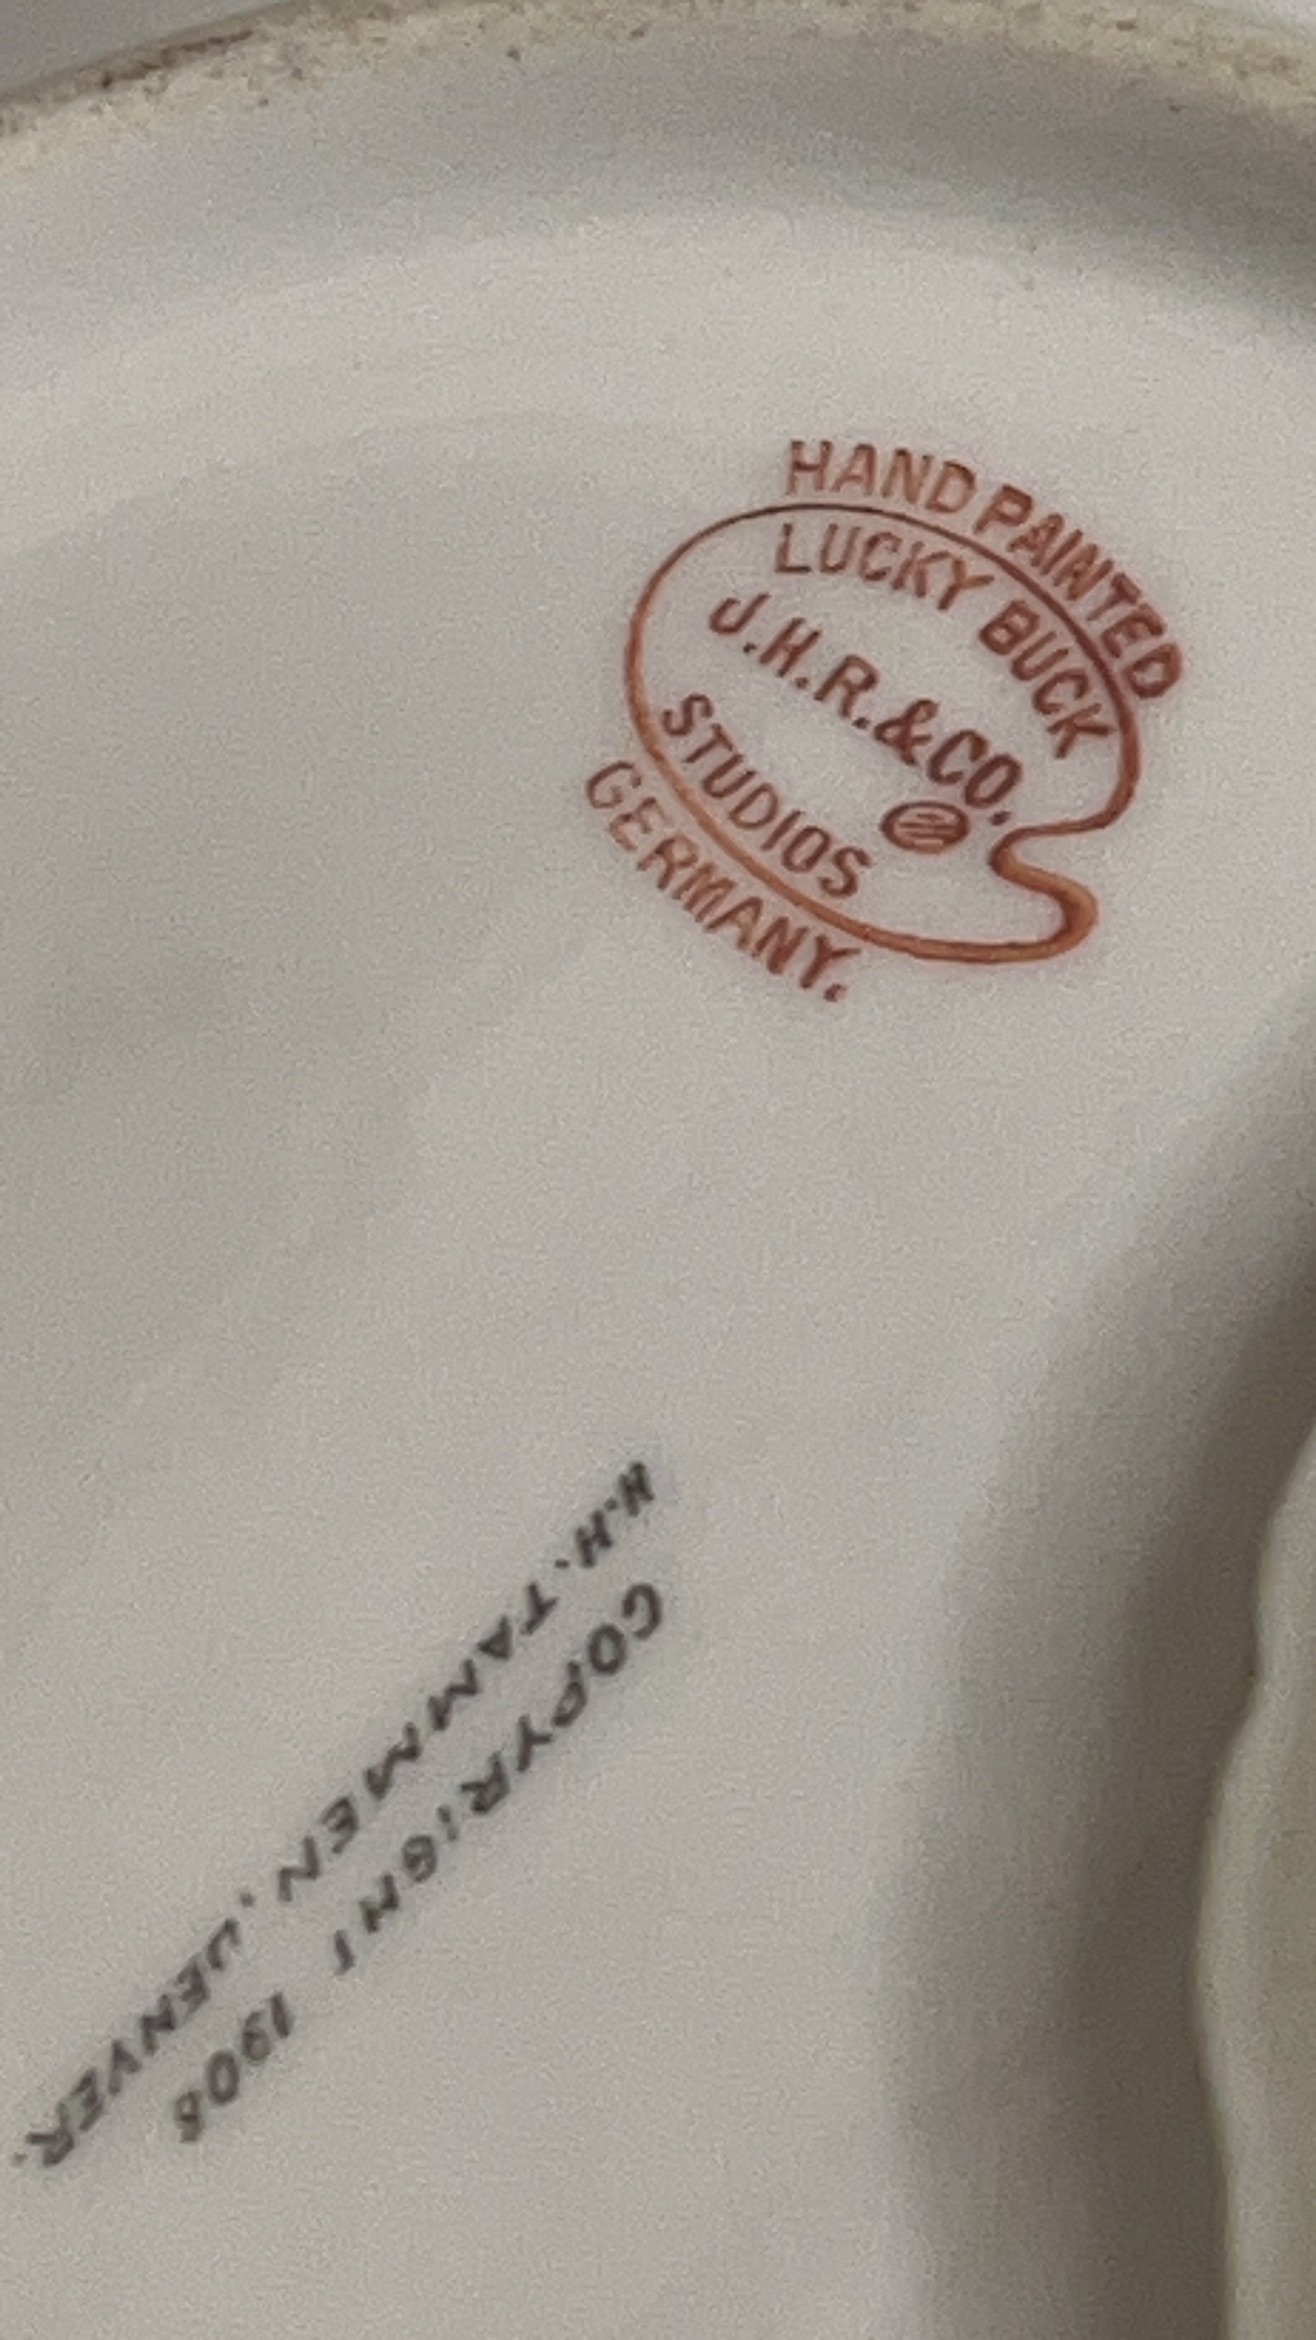 HAND PAINTED
LUCKY BUCK
J.H.R.&CO.
STUDIOS
GERMANY.
COPYRIGHT 1908
H.H.TAMMEN, DENVER.